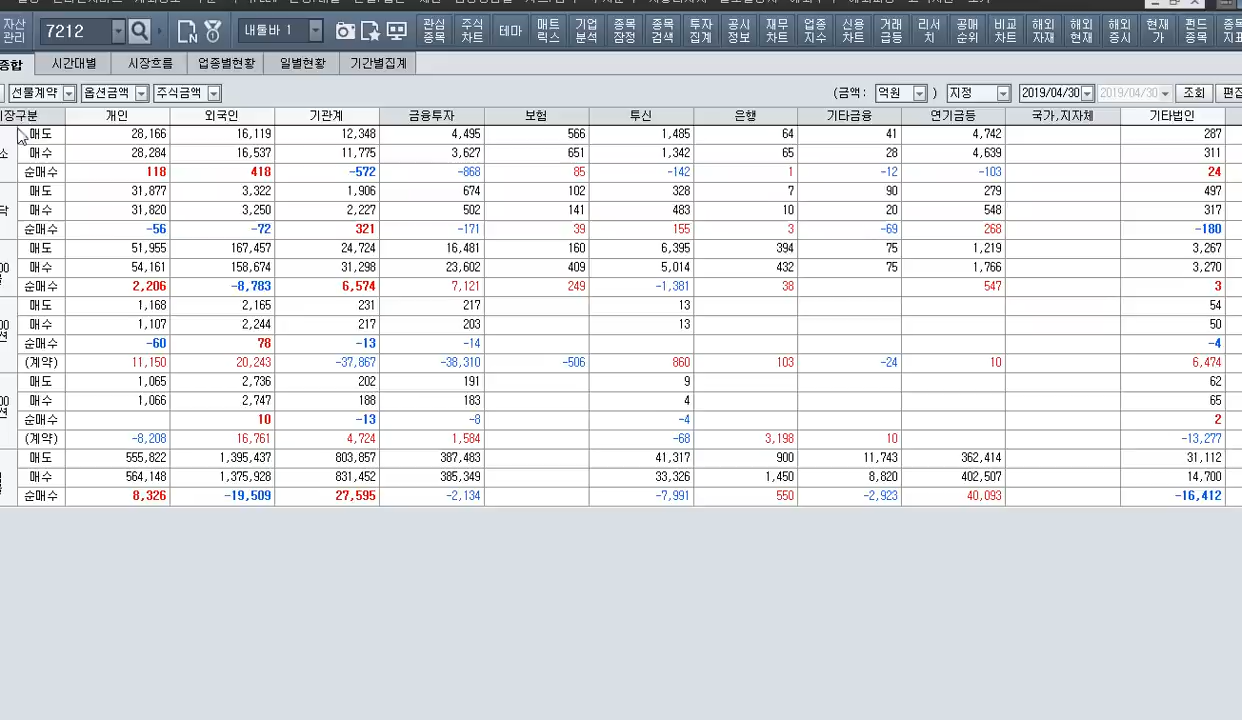 자산 관리 7212 내툴바 1 관심 종목 주식 차트 테마 매트 릭스 기업 분석 종목 잠정 종목 검색 투자 집계 공시 정보 재무 차트 업종 지수 신용 차트 거래 급등 리서 치 공매 순위 비교 차트 해외 자재 해외 현재 해외 증시 현재 가 펀드 종목
종합 시간대별 시장흐름 업종별현황 일별현황 기간별집계
선물계약 옵션금액 주식금액 (금액: 억원 ) 지정 2019/04/30 2019/04/30 조회 편집
장구분 개인 외국인 기관계 금융투자 보험 투신 은행 기타금융 연기금등 국가,지자체 기타법인
매도 28,166 16,119 12,348 4,495 566 1,485 64 41 4,742 287
소 매수 28,284 16,537 11,775 3,627 651 1,342 65 28 4,639 311
순매수 118 418 -572 -868 85 -142 1 -12 -103 24
매도 31,877 3,322 1,906 674 102 328 7 90 279 497
닥 매수 31,820 3,250 2,227 502 141 483 10 20 548 317
순매수 -56 -72 321 -171 39 155 3 -69 268 -180
매도 51,955 167,457 24,724 16,481 160 6,395 394 75 1,219 3,267
00 매수 54,161 158,674 31,298 23,602 409 5,014 432 75 1,766 3,270
순매수 2,206 -8,783 6,574 7,121 249 -1,381 38 547 3
매도 1,168 2,165 231 217 13 54
00 매수 1,107 2,244 217 203 13 50
션 순매수 -60 78 -13 -14 -4
(계약) 11,150 20,243 -37,867 -38,310 -506 860 103 -24 10 6,474
매도 1,065 2,736 202 191 9 62
00 매수 1,066 2,747 188 183 4 65
션 순매수 10 -13 -8 -4 2
(계약) -8,208 16,761 4,724 1,584 -68 3,198 10 -13,277
매도 555,822 1,395,437 803,857 387,483 41,317 900 11,743 362,414 31,112
매수 564,148 1,375,928 831,452 385,349 33,326 1,450 8,820 402,507 14,700
순매수 8,326 -19,509 27,595 -2,134 -7,991 550 -2,923 40,093 -16,412